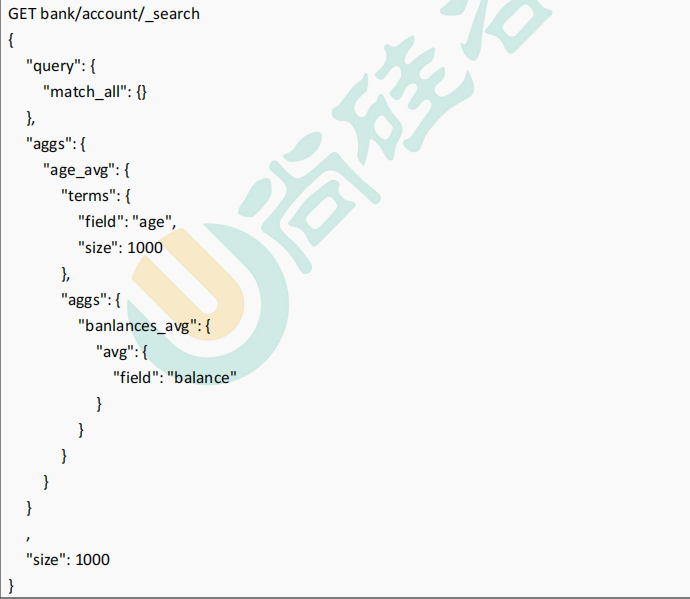 GET bank/account/_search
{
"query": {
"match_all": {}
},
"aggs": {
"age_avg": {
"terms": {
"field": "age",
"size": 1000
},
"aggs": {
"banlances_avg": {
"avg": {
"field": "balance"
}
}
}
}
}
,
"size": 1000
}
尚硅谷